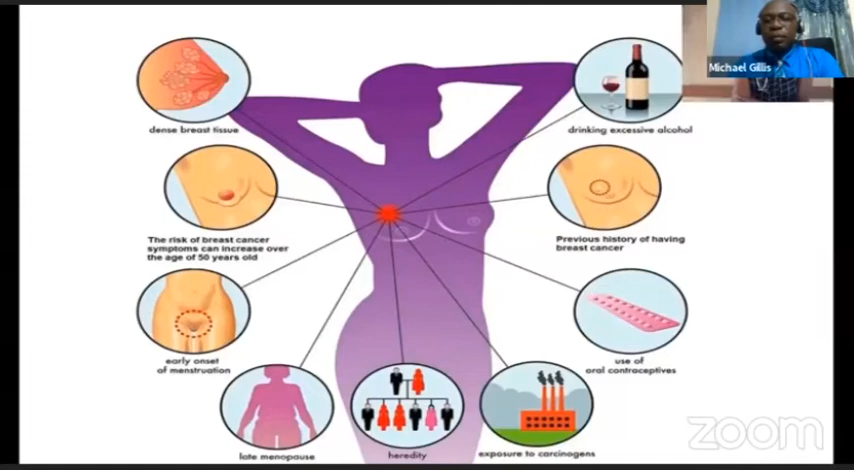 Michael Gillis
dense breast tissue
drinking excessive alcohol
The risk of breast cancer
symptoms can increase over
the age of 50 years old
Previous history of having
breast cancer
early onset
of menstruation
use of
oral contraceptives
late menopause
heredity
exposure to carcinogens
zoom